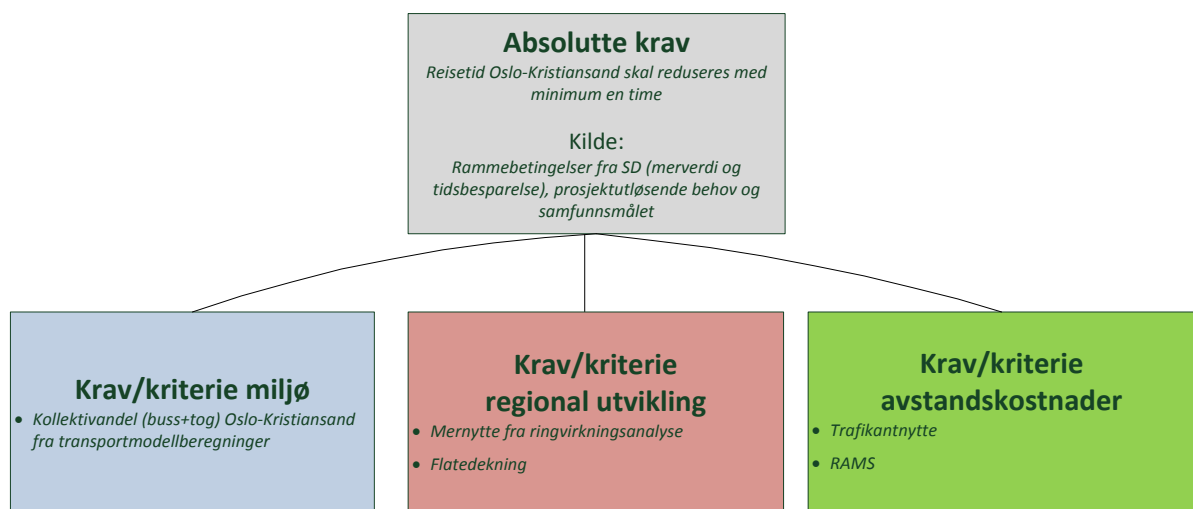 Absolutte krav
Reisetid Oslo-Kristiansand skal reduseres med
minimum en time
Kilde:
Rammebetingelser fra SD (merverdi og
tidsbesparelse), prosjektutløsende behov og
samfunnsmålet
Krav/kriterie miljø
• Kollektivandel (buss+tog) Oslo-Kristiansand
fra transportmodellberegninger
Krav/kriterie
regional utvikling
• Mernytte fra ringvirkningsanalyse
• Flatedekning
Krav/kriterie
avstandskostnader
• Trafikantnytte
• RAMS